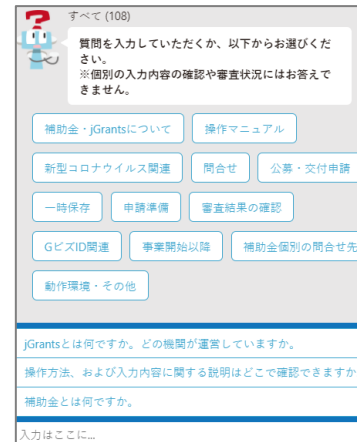 すべて (108)
質問を入力していただくか、以下からお選びくだ
さい。
※個別の入力内容の確認や審査状況にはお答えで
きません。
補助金・jGrantsについて
操作マニュアル
新型コロナウイルス関連
問合せ
公募・交付申請
一時保存
申請準備
審査結果の確認
GビズID関連
事業開始以降
補助金個別の問合せ先
動作環境・その他
jGrantsとは何ですか。どの機関が運営していますか。
操作方法、および入力内容に関する説明はどこで確認できますか
補助金とは何ですか。
入力はここに...